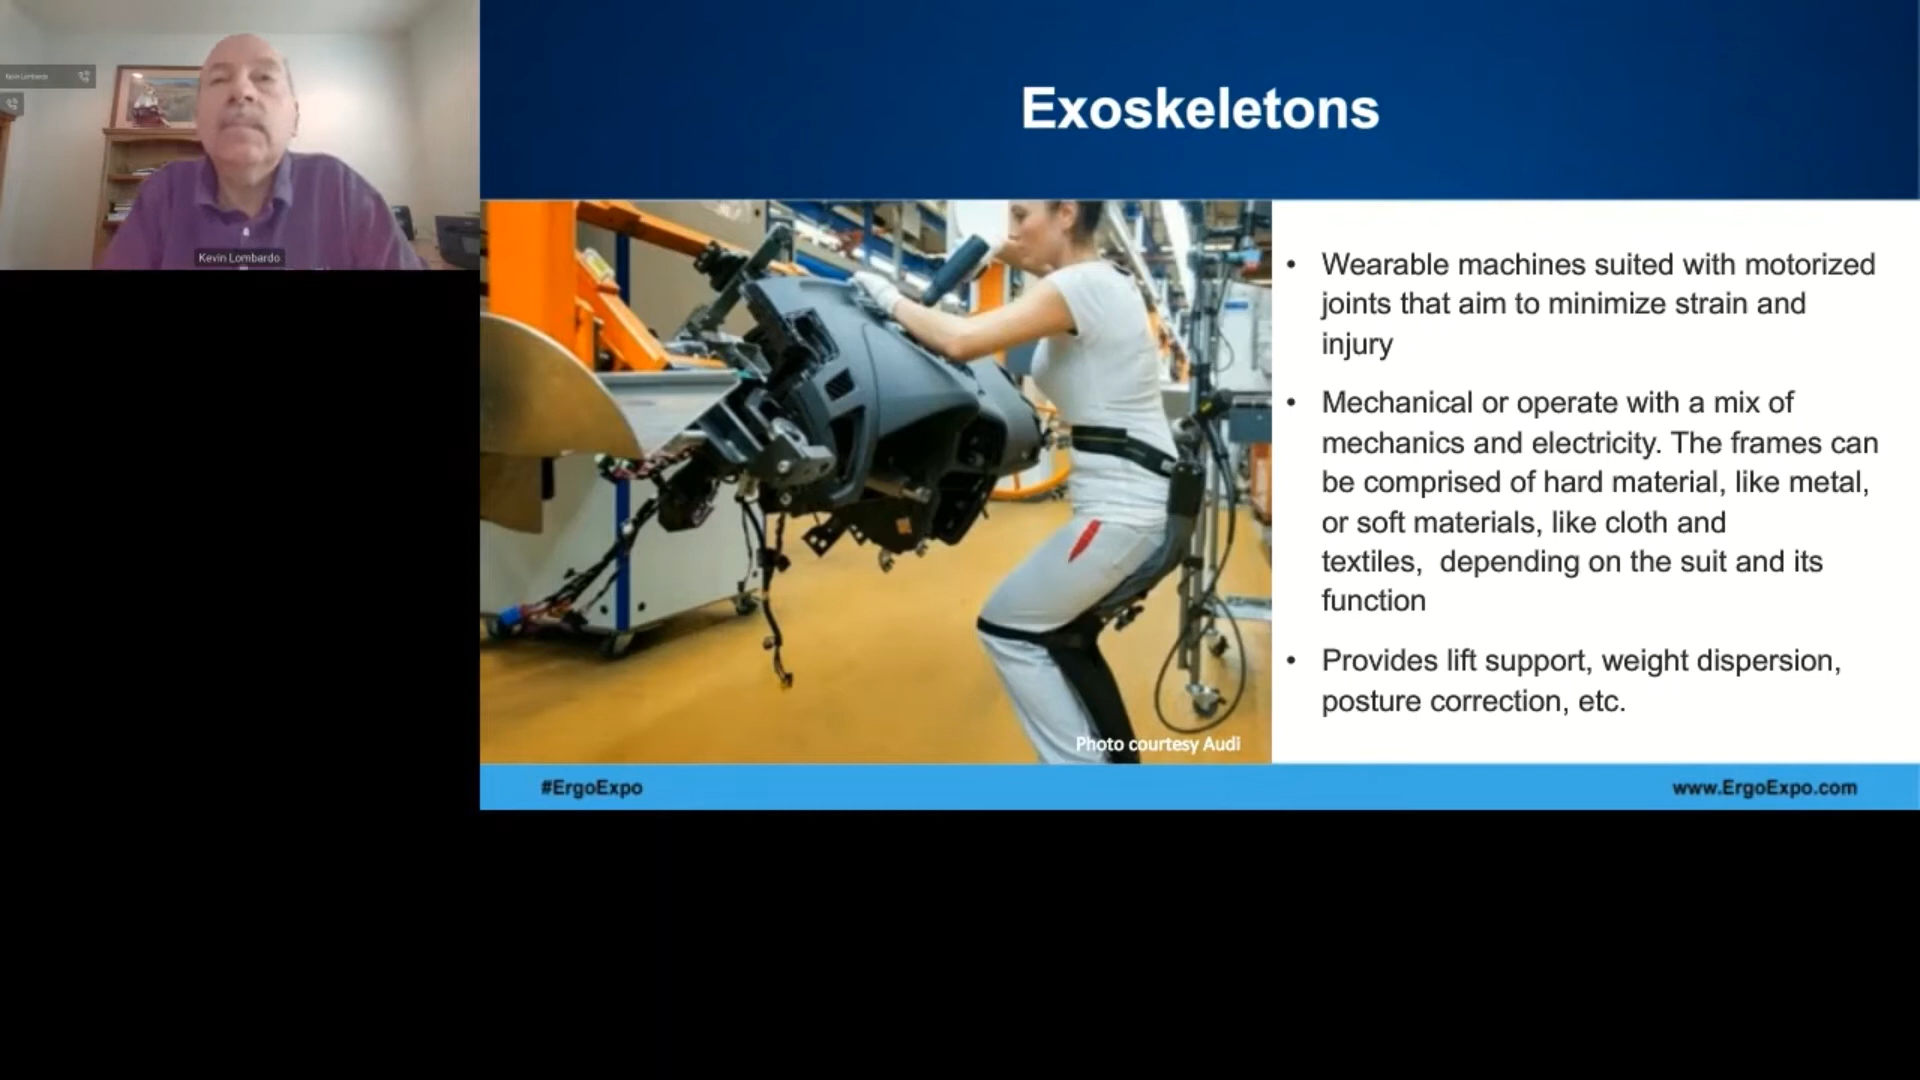 Kevin Lombardo
Kevin Lombardo
Exoskeletons
• Wearable machines suited with motorized
joints that aim to minimize strain and
injury
• Mechanical or operate with a mix of
mechanics and electricity. The frames can
be comprised of hard material, like metal,
or soft materials, like cloth and
textiles,  depending on the suit and its
function
• Provides lift support, weight dispersion,
posture correction, etc.
Photo courtesy Audi
#ErgoExpo
www.ErgoExpo.com